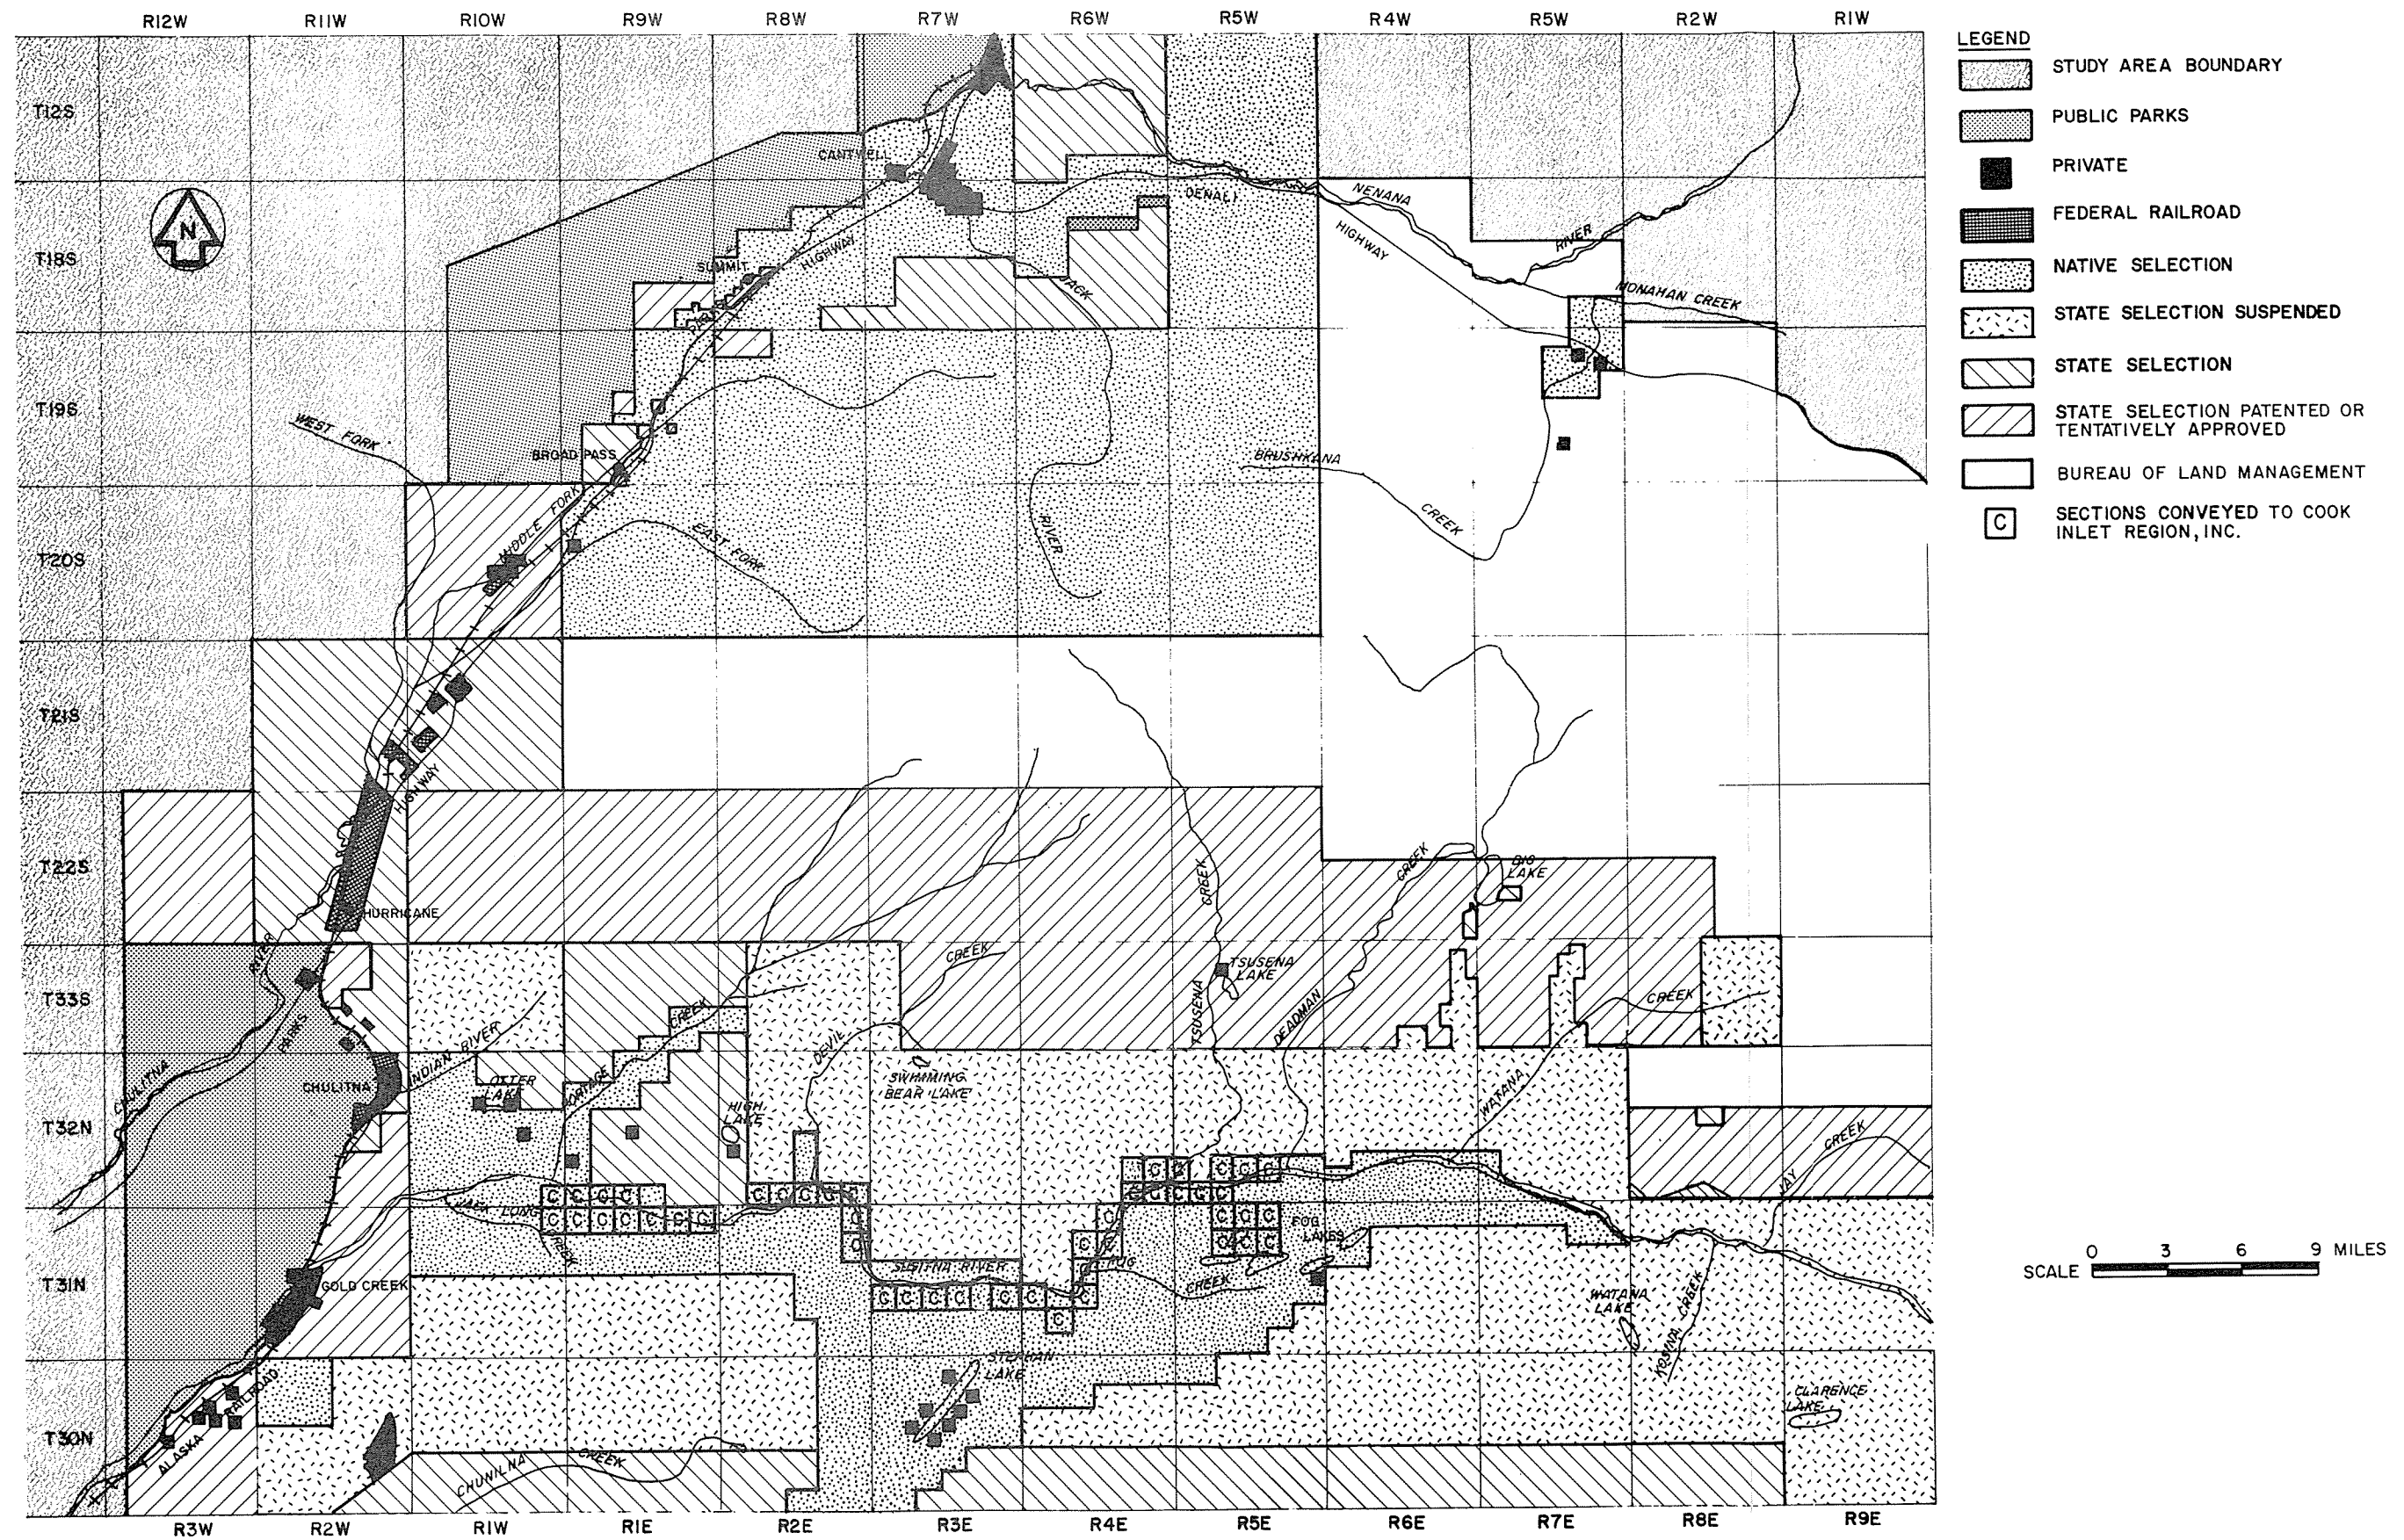 R12W R11W R10W R9W R8W R7W R6W R5W R4W R5W R2W R1W
LEGEND
STUDY AREA BOUNDARY
PUBLIC PARKS
PRIVATE
FEDERAL RAILROAD
NATIVE SELECTION
STATE SELECTION SUSPENDED
STATE SELECTION
STATE SELECTION PATENTED OR
TENTATIVELY APPROVED
BUREAU OF LAND MANAGEMENT
C
SECTIONS CONVEYED TO COOK
INLET REGION, INC.
T12S
CANTWELL
N
DENALI
NENANA
HIGHWAY
RIVER
T18S
SUMMIT
HIGHWAY
PARKS
JACK
MONAHAN CREEK
T19S
WEST FORK
BROAD PASS
BRUSHKANA
CREEK
T20S
MIDDLE FORK
EAST FORK
RIVER
T21S
HIGHWAY
T22S
HURRICANE
CREEK
CREEK
BIG
LAKE
RIVER
T33S
PARKS
CREEK
CREEK
TSUSENA
LAKE
TSUSENA
DEADMAN
CREEK
CHULITNA
CHULITNA
INDIAN RIVER
OTTER
LAKE
PORTAGE
DEVIL
SWIMMING
BEAR LAKE
WATANA
T32N
HIGH
LAKE
CREEK
JAY
C C C C C
C C C C
C C C C C
C C C C C
C C C C C C C
JACK LONG
CREEK
C
C
C
C C
C C C
C C C
FOG
LAKES
T31N
GOLD CREEK
SUSITNA RIVER
C
FOG
CREEK
C C C C C C C
C
WATANA
LAKE
KOSINA CREEK
SCALE 0 3 6 9 MILES
STEPHAN
LAKE
CLARENCE
LAKE
T30N
ALASKA
RAILROAD
CHUNILNA
CREEK
R3W R2W R1W R1E R2E R3E R4E R5E R6E R7E R8E R9E